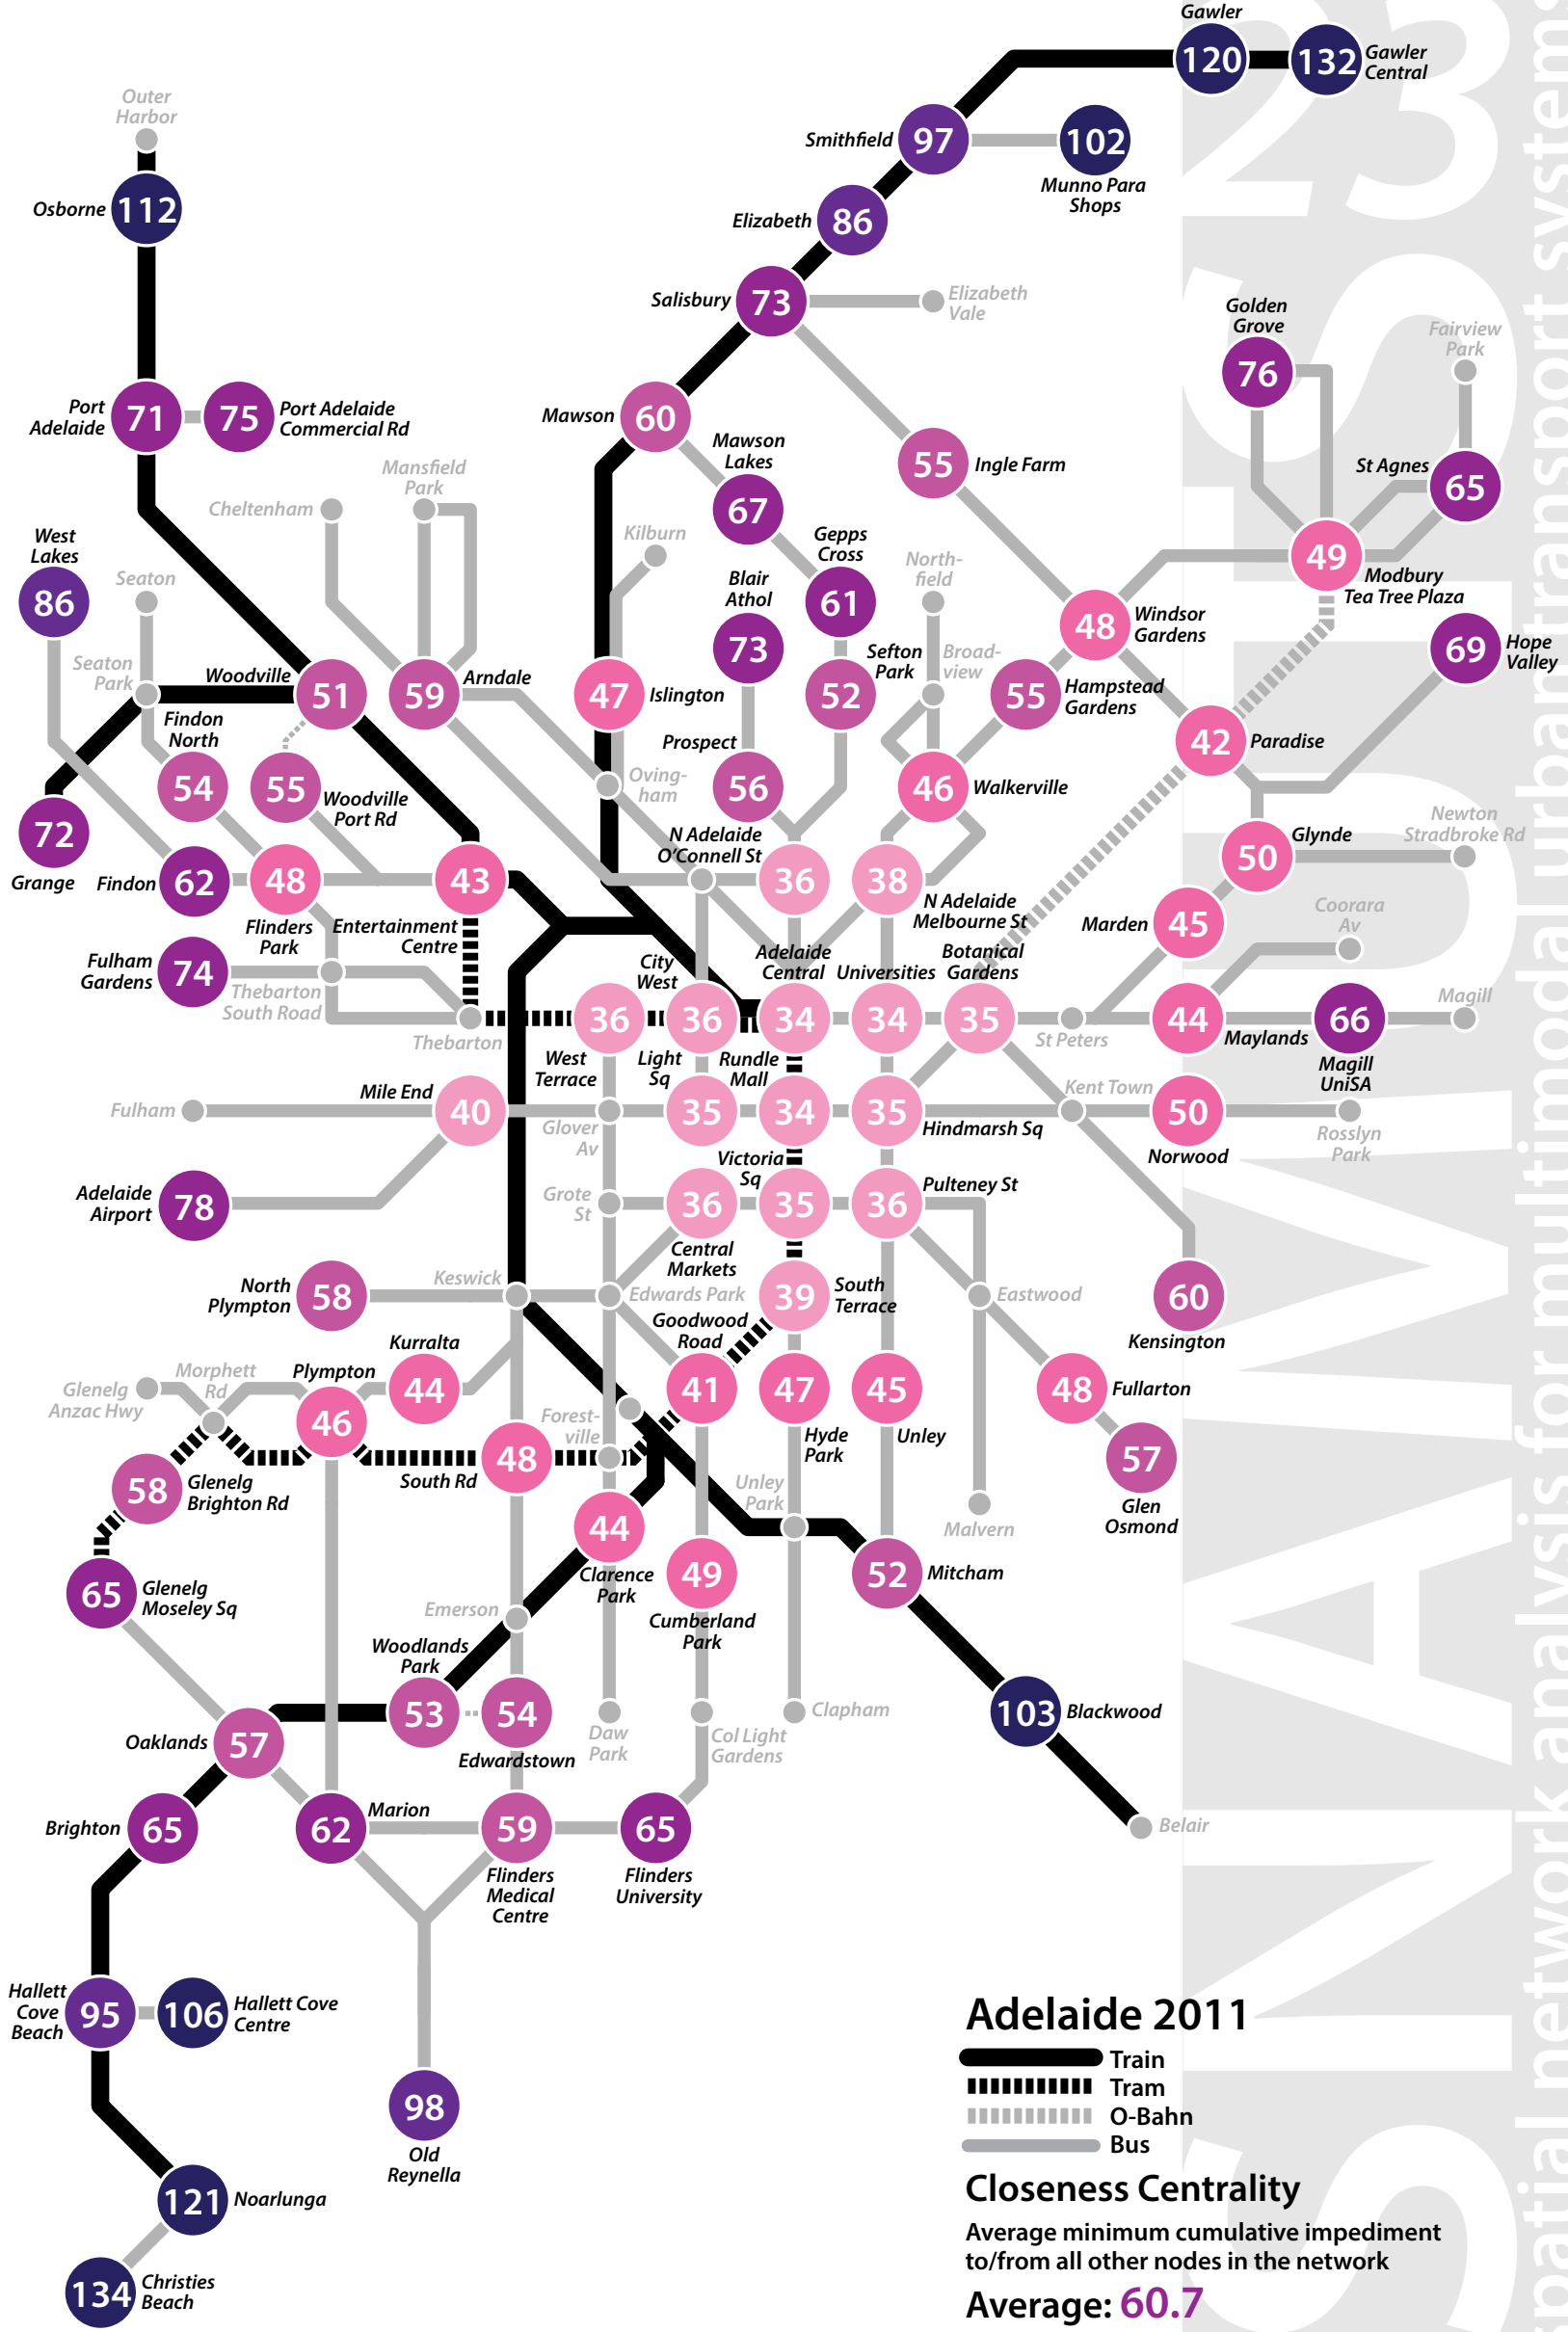 Gawler
120
132
Gawler
Central
Outer
Harbor
Smithfield
97
102
Munno Para
Shops
Osborne
112
Elizabeth
86
Salisbury
73
Elizabeth
Vale
Golden
Grove
76
Fairview
Park
Port
Adelaide
71
75
Port Adelaide
Commercial Rd
Mawson
60
Mawson
Lakes
67
55
Ingle Farm
St Agnes
65
Mansfield
Park
Cheltenham
Kilburn
Gepps
Cross
61
North-
field
49
Modbury
Tea Tree Plaza
West
Lakes
86
Seaton
Blair
Athol
73
48
Windsor
Gardens
69
Hope
Valley
Seaton
Park
Woodville
51
59
Arndale
47
Islington
52
Sefton
Park
Broad-
view
55
Hampstead
Gardens
Findon
North
54
55
Woodville
Port Rd
Oving-
ham
Prospect
56
46
Walkerville
42
Paradise
72
Grange
Findon
62
48
Flinders
Park
43
Entertainment
Centre
N Adelaide
O'Connell St
36
38
N Adelaide
Melbourne St
50
Glynde
Newton
Stradbroke Rd
Marden
45
Coorara
Av
Fulham
Gardens
74
Thebarton
South Road
Thebarton
City
West
Adelaide
Central
Universities
Botanical
Gardens
36
36
34
34
35
St Peters
44
Maylands
66
Magill
UniSA
Magill
West
Terrace
Light
Sq
Rundle
Mall
Fulham
Mile End
40
Glover
Av
35
34
35
Hindmarsh Sq
Kent Town
50
Norwood
Rosslyn
Park
Adelaide
Airport
78
Grote
St
Victoria
Sq
36
35
36
Pulteney St
Central
Markets
North
Plympton
58
Keswick
Edwards Park
39
South
Terrace
Eastwood
60
Kensington
Goodwood
Road
41
47
Hyde
Park
45
Unley
48
Fullarton
Glenelg
Anzac Hwy
Morphett
Rd
Plympton
46
Kurralta
44
Forest-
ville
58
Glenelg
Brighton Rd
South Rd
48
Unley
Park
Malvern
57
Glen
Osmond
65
Glenelg
Moseley Sq
44
Clarence
Park
49
Cumberland
Park
52
Mitcham
Emerson
Woodlands
Park
53
54
Edwardstown
Daw
Park
Col Light
Gardens
Clapham
103
Blackwood
Oaklands
57
Brighton
65
62
Marion
59
Flinders
Medical
Centre
65
Flinders
University
Belair
Hallett
Cove
Beach
95
106
Hallett Cove
Centre
98
Old
Reynella
121
Noarlunga
134
Christies
Beach
Adelaide 2011
Train
Tram
O-Bahn
Bus
Closeness Centrality
Average minimum cumulative impediment
to/from all other nodes in the network
Average: 60.7
SNAMUTS 23
spatial network analysis for multimodal urban transport systems